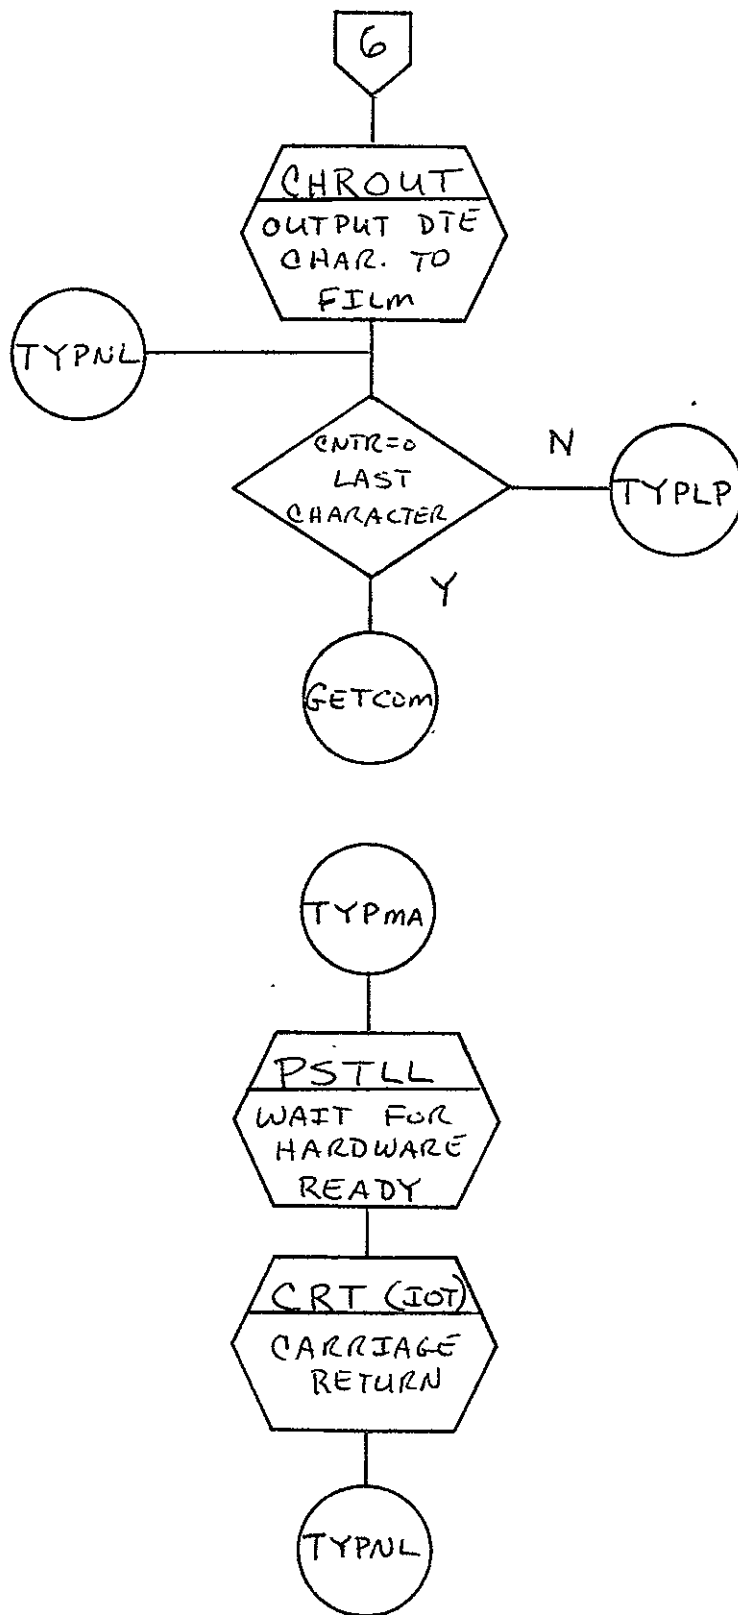 6
CHROUT
OUTPUT DTE
CHAR. TO
FILM
TYPNL
CNTR=0
LAST
CHARACTER
N
TYPLP
Y
GETCOM
TYPMA
PSTLL
WAIT FOR
HARDWARE
READY
CRT (IOT)
CARRIAGE
RETURN
TYPNL